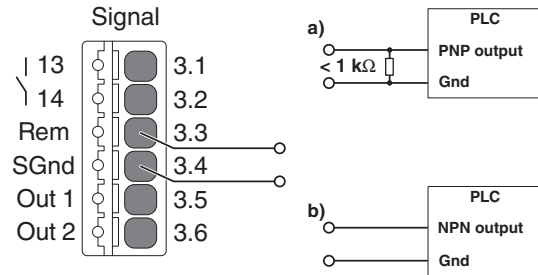 Signal
13 3.1
14 3.2
Rem 3.3
SGnd 3.4
Out 1 3.5
Out 2 3.6
a)
PLC
PNP output
< 1 kΩ
Gnd
b)
PLC
NPN output
Gnd